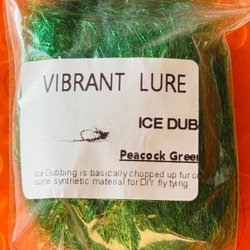 VIBRANT LURE
ICE DUB
Peacock Green
Ice Dubbing is basically chopped up fur or
some synthetic material for DIY fly tying